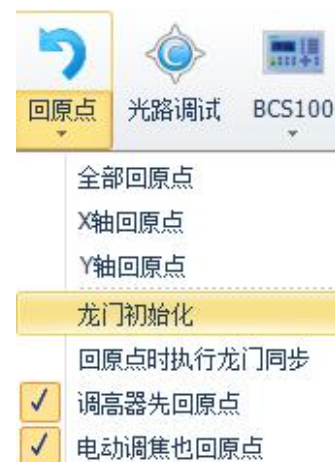 回原点 光路调试 BCS100
全部回原点
X轴回原点
Y轴回原点
龙门初始化
回原点时执行龙门同步
调高器先回原点
电动调焦也回原点